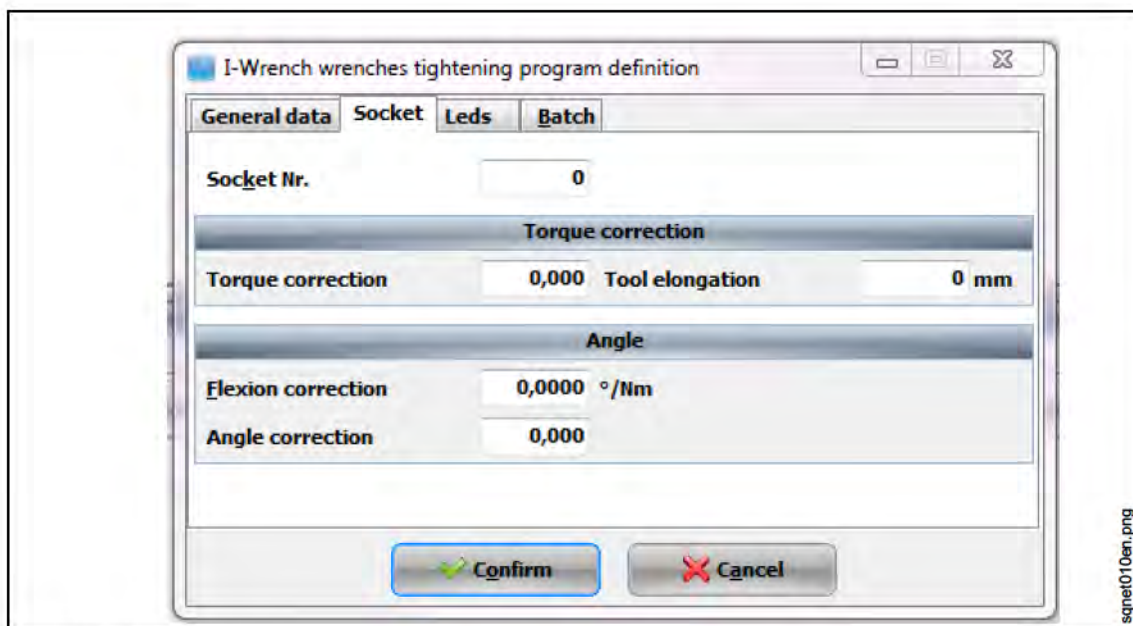 I-Wrench wrenches tightening program definition
General data Socket Leds Batch
Socket Nr. 0
Torque correction
Torque correction 0,000 Tool elongation 0 mm
Angle
Flexion correction 0,0000 °/Nm
Angle correction 0,000
Confirm Cancel
sqnet010en.png